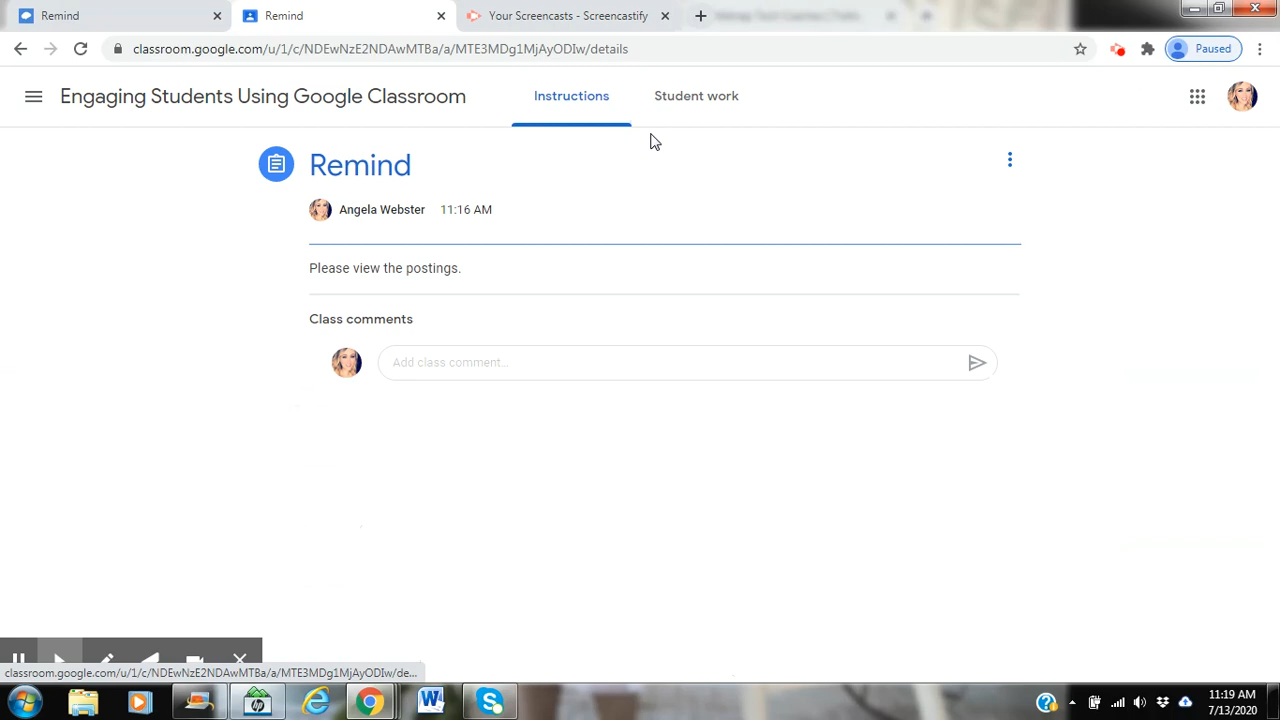 Remind
Remind
Your Screencasts - Screencastify
classroom.google.com/u/1/c/NDEwNzE2NDAwMTBa/a/MTE3MDg1MjAyODIw/details
Paused
Engaging Students Using Google Classroom
Instructions
Student work
Remind
Angela Webster 11:16 AM
Please view the postings.
Class comments
Add class comment...
classroom.google.com/u/1/c/NDEwNzE2NDAwMTBa/a/MTE3MDg1MjAyODIw/de...
11:19 AM
7/13/2020